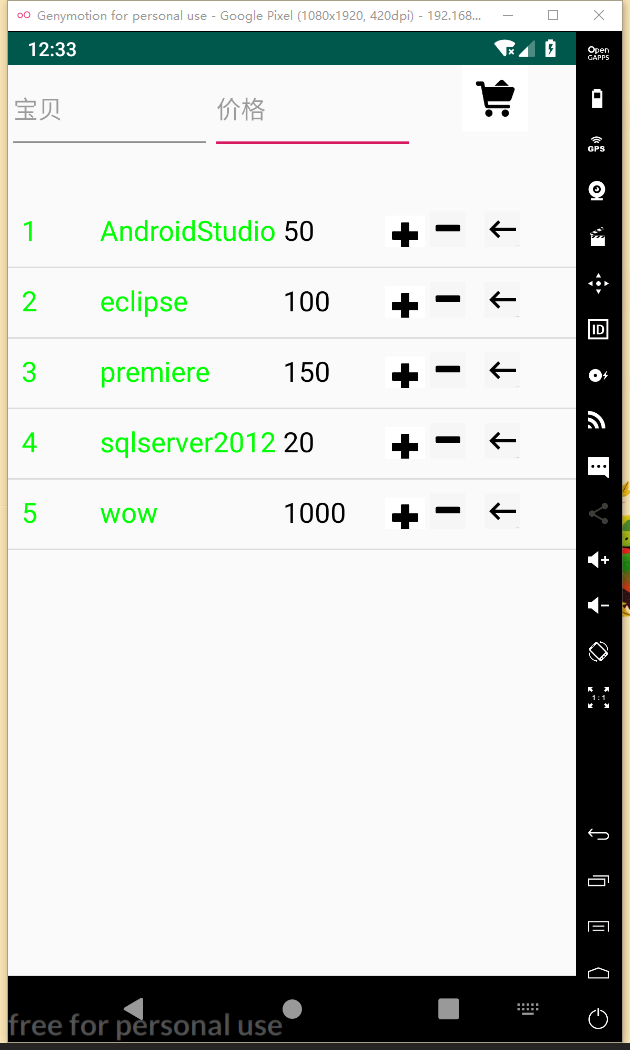 Genymotion for personal use - Google Pixel (1080x1920, 420dpi) - 192.168...
12:33
Open GAPPS
宝贝 价格
GPS
1 AndroidStudio 50
2 eclipse 100
ID
3 premiere 150
4 sqlserver2012 20
5 wow 1000
1:1
free for personal use